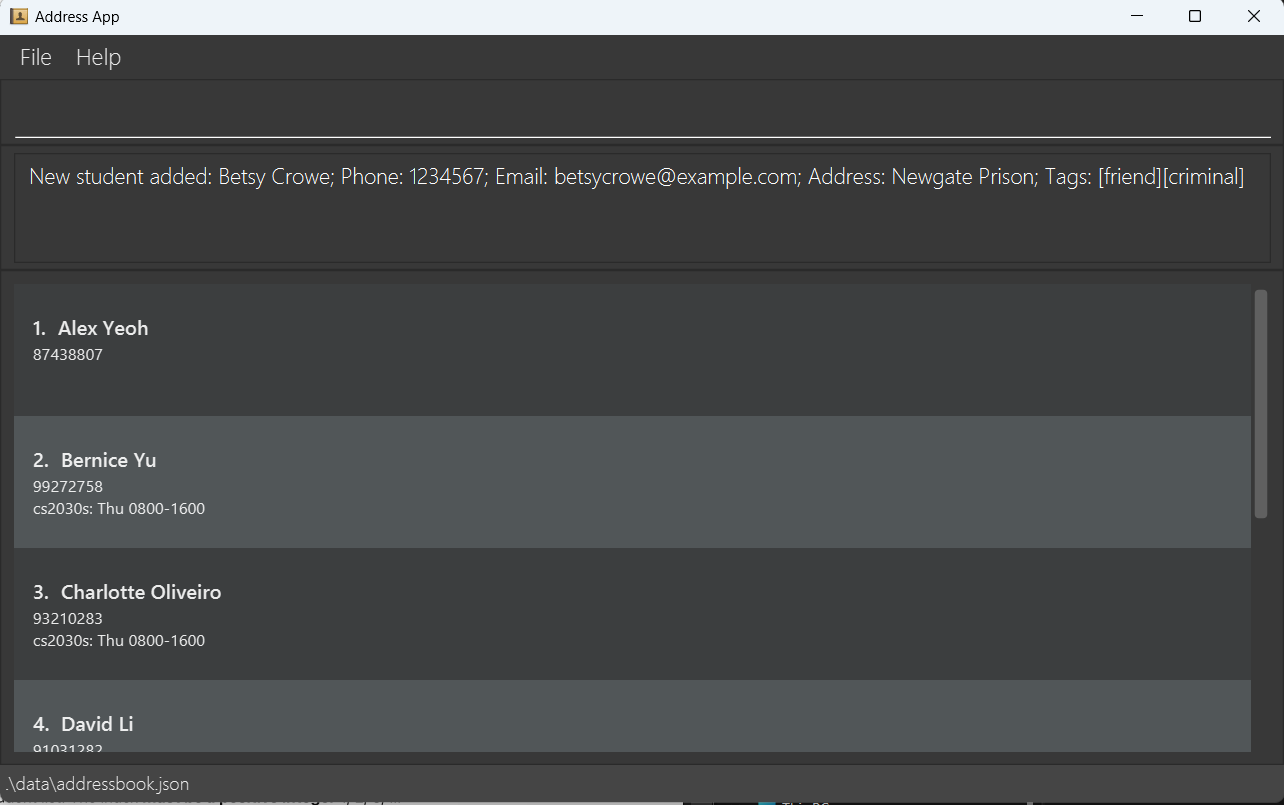 Address App
File Help
New student added: Betsy Crowe; Phone: 1234567; Email: betsycrowe@example.com; Address: Newgate Prison; Tags: [friend][criminal]
1. Alex Yeoh
87438807
2. Bernice Yu
99272758
cs2030s: Thu 0800-1600
3. Charlotte Oliveiro
93210283
cs2030s: Thu 0800-1600
4. David Li
91031282
.\data\addressbook.json